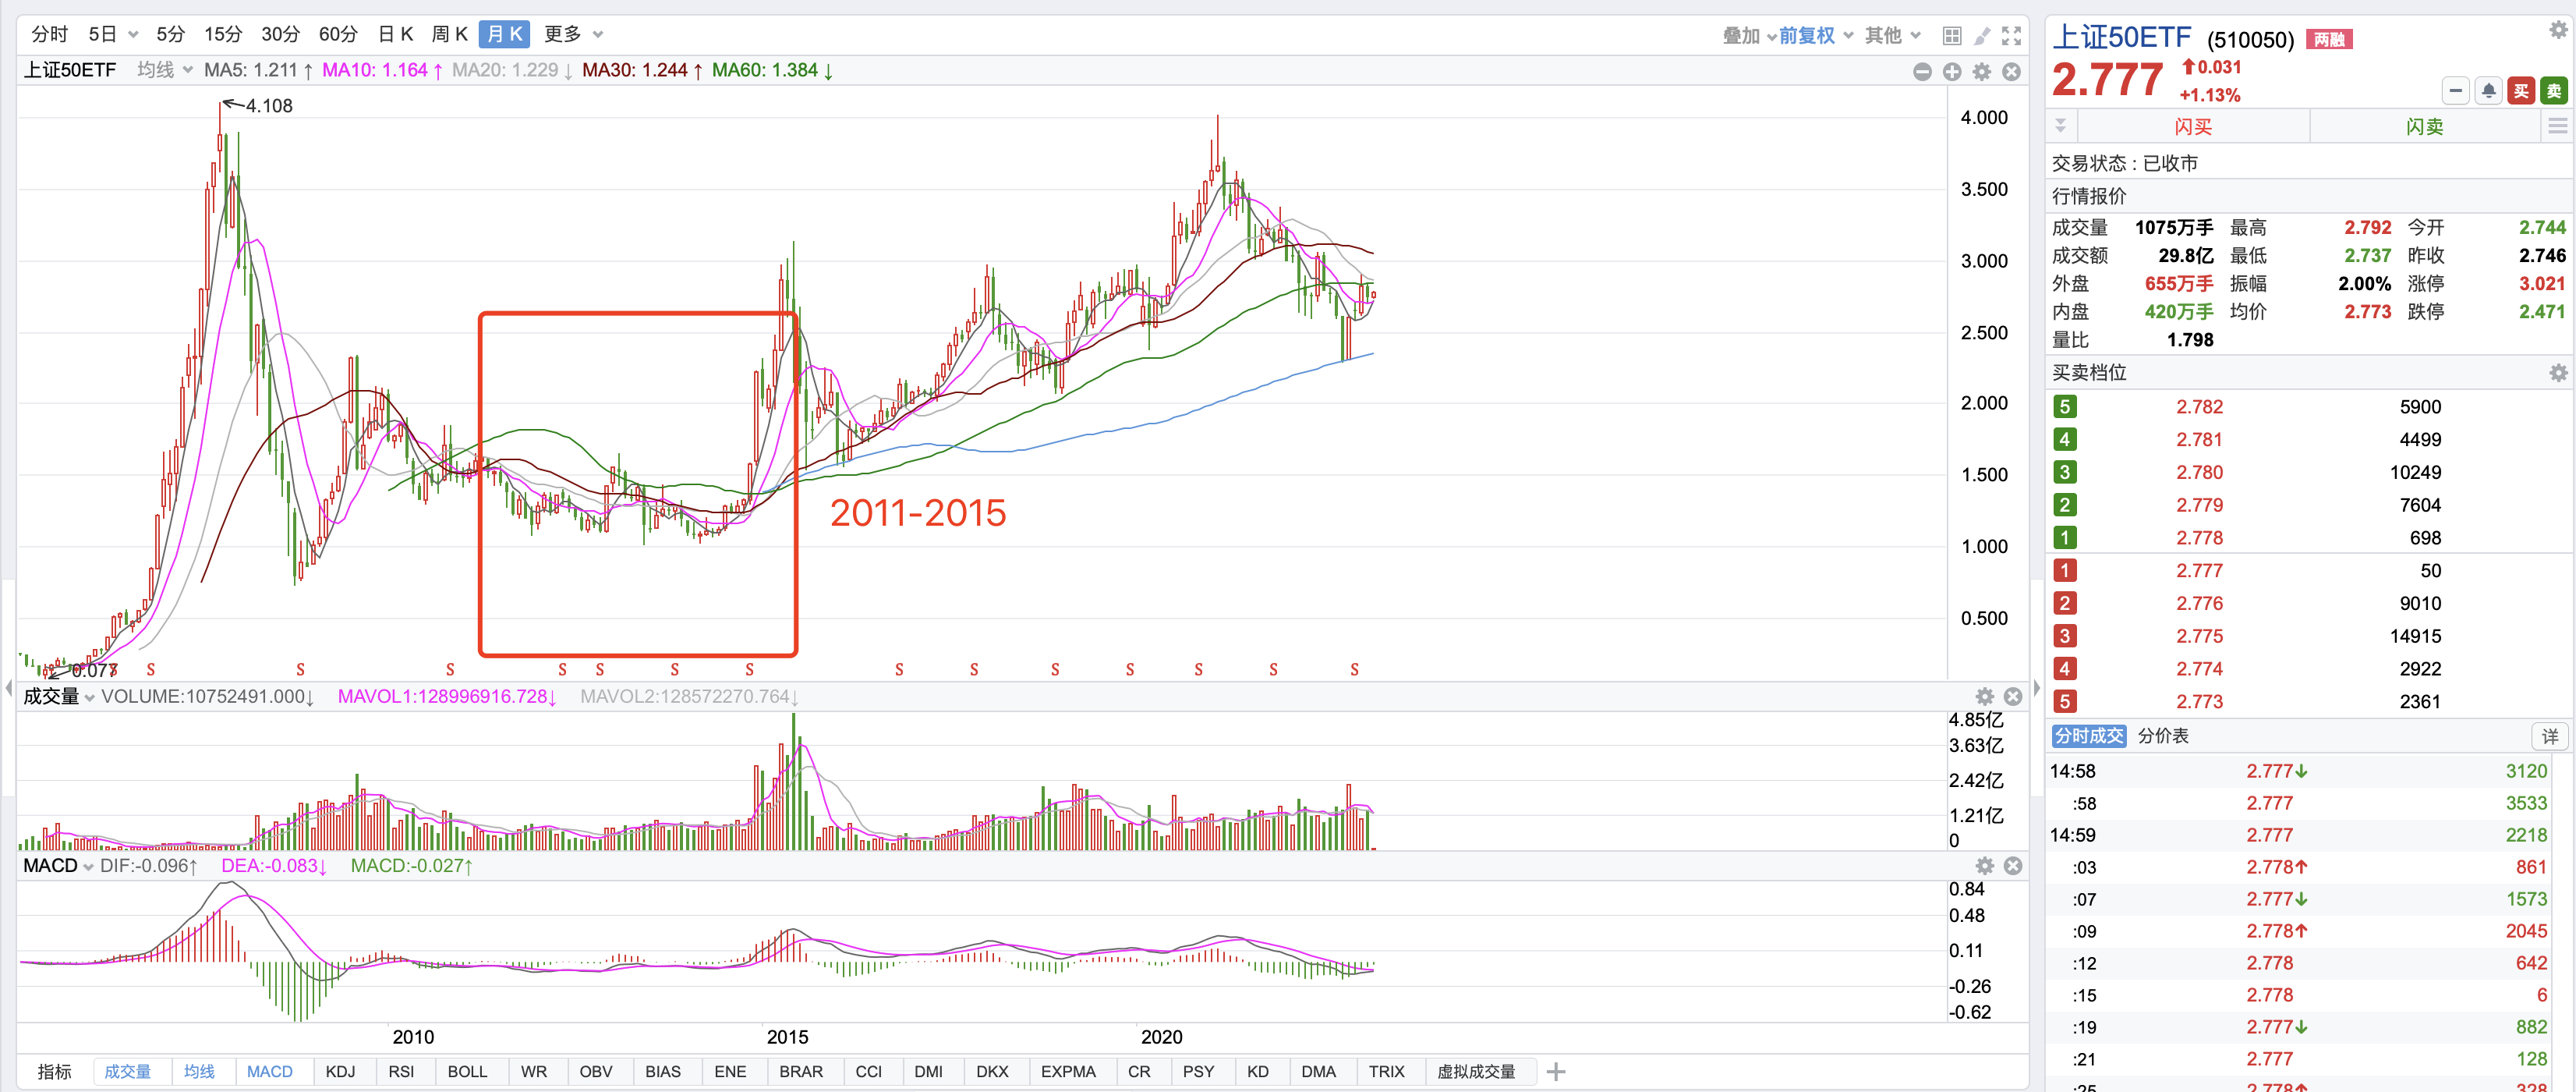 分时 5日 5分 15分 30分 60分 日K 周K 月K 更多 叠加 前复权 其他
上证50ETF 均线 MA5: 1.211↑ MA10: 1.164↑ MA20: 1.229↓ MA30: 1.244↑ MA60: 1.384↓
4.108
4.000
3.500
3.000
2.500
2.000
1.500
1.000
0.500
2011-2015
0.077
S S S S S S S S S S S S S S S
成交量 VOLUME:10752491.000↓ MAVOL1:128996916.728↓ MAVOL2:128572270.764↓
4.85亿
3.63亿
2.42亿
1.21亿
0
MACD DIF:-0.096↑ DEA:-0.083↓ MACD:-0.027↑
0.84
0.48
0.11
-0.26
-0.62
2010 2015 2020
指标 成交量 均线 MACD KDJ RSI BOLL WR OBV BIAS ENE BRAR CCI DMI DKX EXPMA CR PSY KD DMA TRIX 虚拟成交量
上证50ETF (510050) 两融
2.777 ↑0.031
+1.13%
买 卖
闪买 闪卖
交易状态 : 已收市
行情报价
成交量 1075万手 最高 2.792 今开 2.744
成交额 29.8亿 最低 2.737 昨收 2.746
外盘 655万手 振幅 2.00% 涨停 3.021
内盘 420万手 均价 2.773 跌停 2.471
量比 1.798
买卖档位
5 2.782 5900
4 2.781 4499
3 2.780 10249
2 2.779 7604
1 2.778 698
1 2.777 50
2 2.776 9010
3 2.775 14915
4 2.774 2922
5 2.773 2361
分时成交 分价表 详
14:58 2.777↓ 3120
:58 2.777 3533
14:59 2.777 2218
:03 2.778↑ 861
:07 2.777↓ 1573
:09 2.778↑ 2045
:12 2.778 642
:15 2.778 6
:19 2.777↓ 882
:21 2.777 128
:25 2.778↑ 328